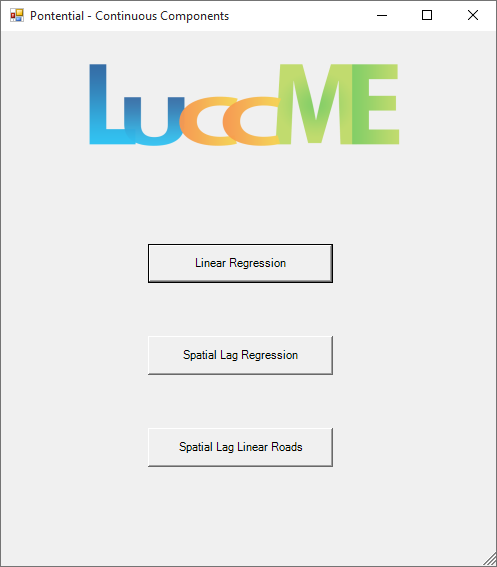 Pontential - Continuous Components
LuccME
Linear Regression
Spatial Lag Regression
Spatial Lag Linear Roads